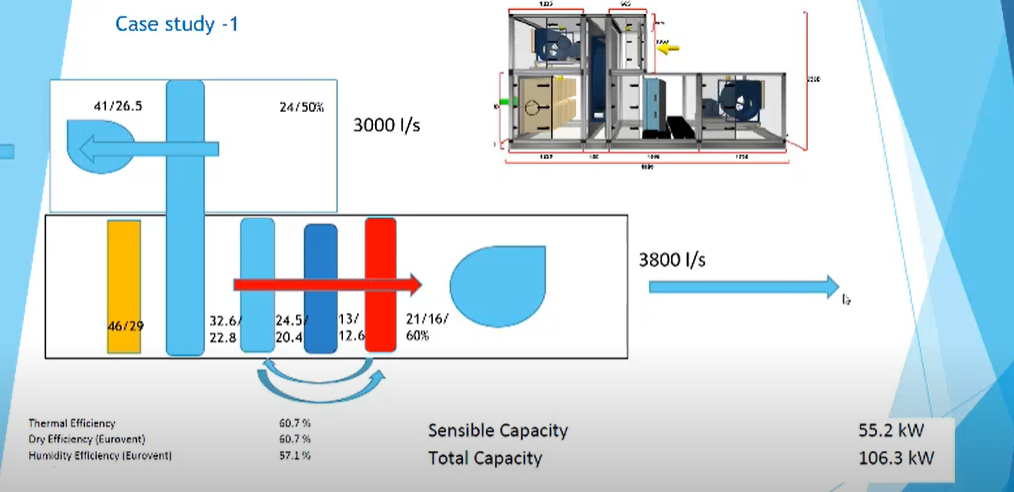 Case study -1
41/26.5
24/50%
3000 l/s
46/29
32.6/
22.8
24.5/
20.4
13/
12.6
21/16/
60%
3800 l/s
Thermal Efficiency 60.7 %
Dry Efficiency (Eurovent) 60.7 %
Humidity Efficiency (Eurovent) 57.1 %
Sensible Capacity 55.2 kW
Total Capacity 106.3 kW